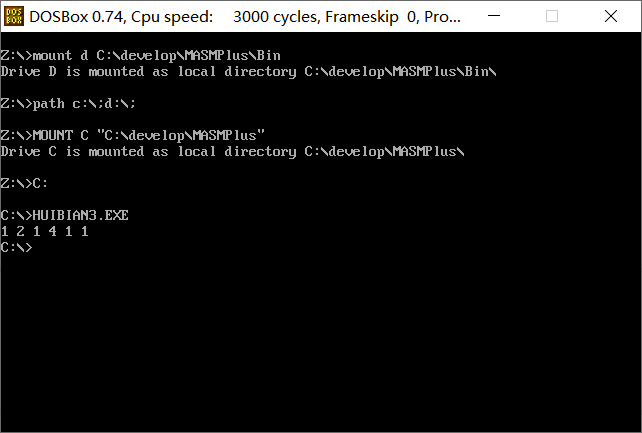 DOS BOX
DOSBox 0.74, Cpu speed: 3000 cycles, Frameskip 0, Pro...
Z:\>mount d C:\develop\MASMPlus\Bin
Drive D is mounted as local directory C:\develop\MASMPlus\Bin\
Z:\>path c:\;d:\;
Z:\>MOUNT C "C:\develop\MASMPlus"
Drive C is mounted as local directory C:\develop\MASMPlus\
Z:\>C:
C:\>HUIBIAN3.EXE
1 2 1 4 1 1
C:\>